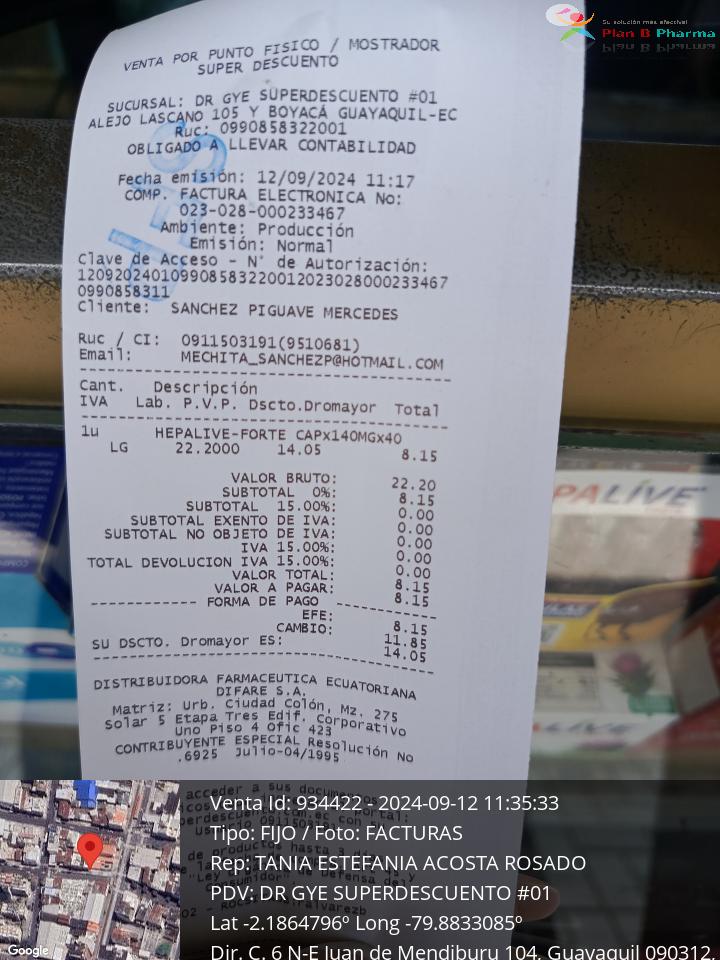 Su solución más efectiva!
Plan B Pharma
VENTA POR PUNTO FISICO / MOSTRADOR
SUPER DESCUENTO
SUCURSAL: DR GYE SUPERDESCUENTO #01
ALEJO LASCANO 105 Y BOYACÁ GUAYAQUIL-EC
Ruc: 0990858322001
OBLIGADO A LLEVAR CONTABILIDAD
Fecha emisión: 12/09/2024 11:17
COMP. FACTURA ELECTRONICA No:
023-028-000233467
Ambiente: Producción
Emisión: Normal
Clave de Acceso - N° de Autorización:
120920240109908583220012023028000233467
0990858311
Cliente: SANCHEZ PIGUAVE MERCEDES
Ruc / CI: 0911503191(9510681)
Email: MECHITA_SANCHEZP@HOTMAIL.COM
Cant. Descripción
IVA Lab. P.V.P. Dscto.Dromayor Total
1u HEPALIVE-FORTE CAPx140MGx40
LG 22.2000 14.05 8.15
VALOR BRUTO: 22.20
SUBTOTAL 0%: 8.15
SUBTOTAL 15.00%: 0.00
SUBTOTAL EXENTO DE IVA: 0.00
SUBTOTAL NO OBJETO DE IVA: 0.00
IVA 15.00%: 0.00
TOTAL DEVOLUCION IVA 15.00%: 0.00
VALOR TOTAL: 8.15
VALOR A PAGAR: 8.15
------------ FORMA DE PAGO ------------
EFE: 8.15
CAMBIO: 11.85
SU DSCTO. Dromayor ES: 14.05
DISTRIBUIDORA FARMACEUTICA ECUATORIANA
DIFARE S.A.
Matriz: Urb. Ciudad Colón, Mz. 275
Solar 5 Etapa Tres Edif. Corporativo
Uno Piso 4 Ofic 423
CONTRIBUYENTE ESPECIAL Resolución No
.6925 Julio-04/1995
PALIVE
Venta Id: 934422 - 2024-09-12 11:35:33
Tipo: FIJO / Foto: FACTURAS
Rep: TANIA ESTEFANIA ACOSTA ROSADO
PDV: DR GYE SUPERDESCUENTO #01
Lat -2.1864796º Long -79.8833085º
Dir. C. 6 N-E Juan de Mendiburu 104, Guayaquil 090312,
Google